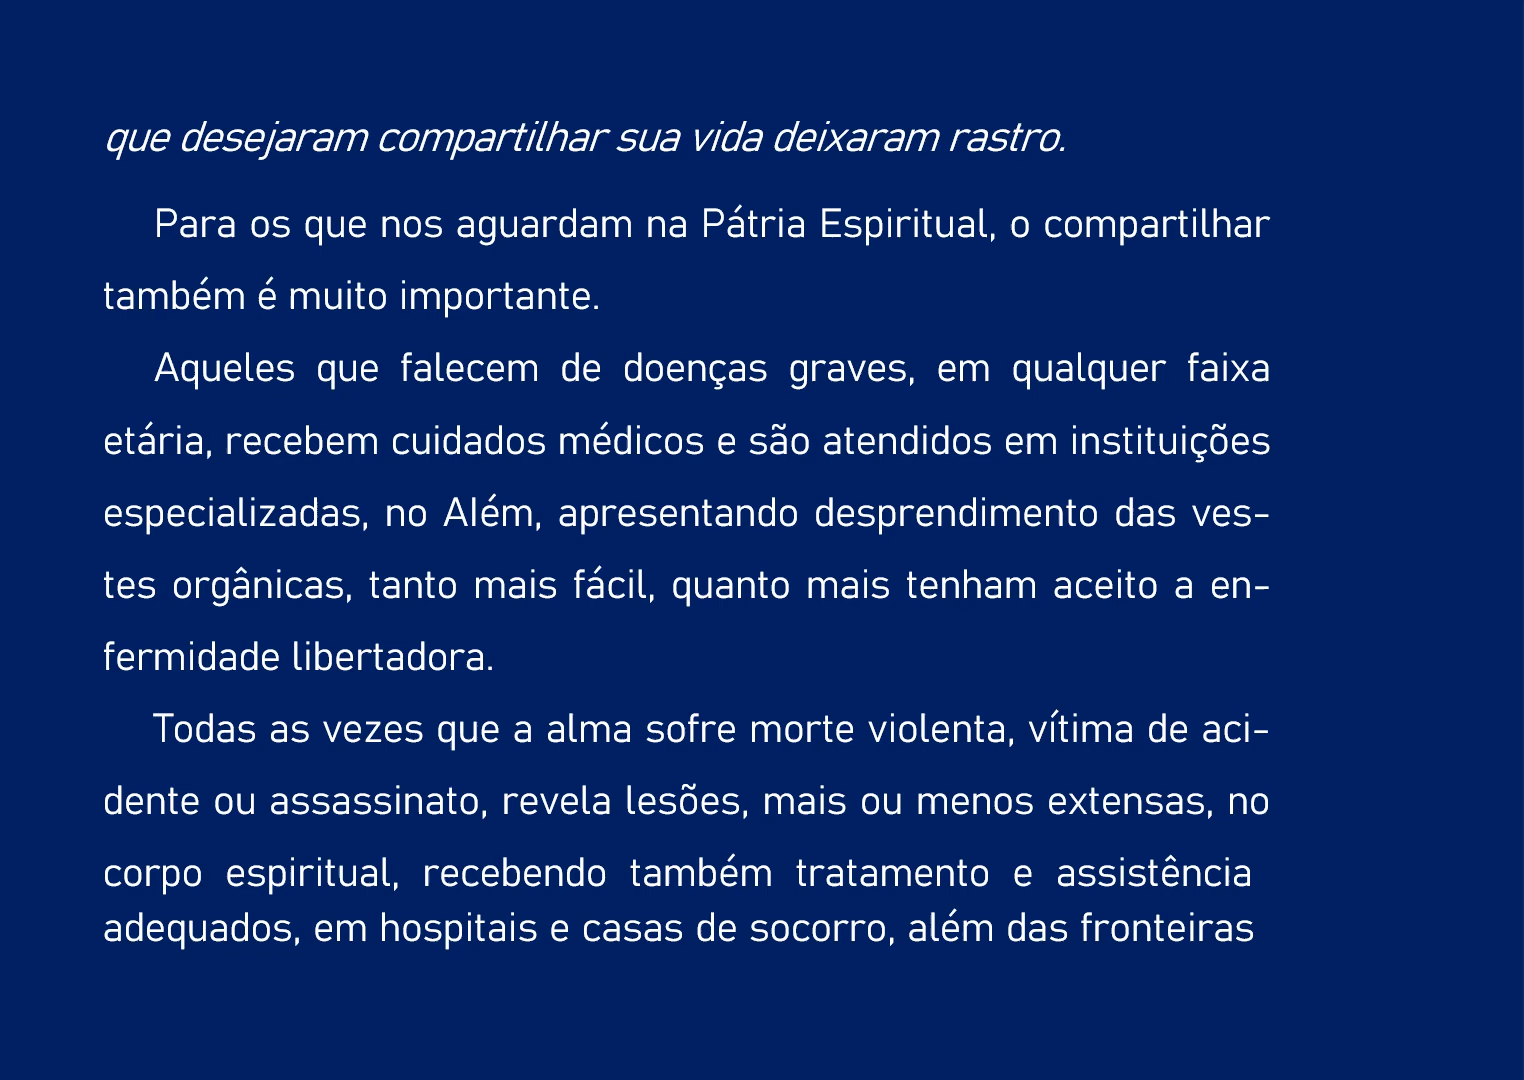 que desejaram compartilhar sua vida deixaram rastro.
Para os que nos aguardam na Pátria Espiritual, o compartilhar
também é muito importante.
Aqueles que falecem de doenças graves, em qualquer faixa
etária, recebem cuidados médicos e são atendidos em instituições
especializadas, no Além, apresentando desprendimento das ves-
tes orgânicas, tanto mais fácil, quanto mais tenham aceito a en-
fermidade libertadora.
Todas as vezes que a alma sofre morte violenta, vítima de aci-
dente ou assassinato, revela lesões, mais ou menos extensas, no
corpo espiritual, recebendo também tratamento e assistência
adequados, em hospitais e casas de socorro, além das fronteiras